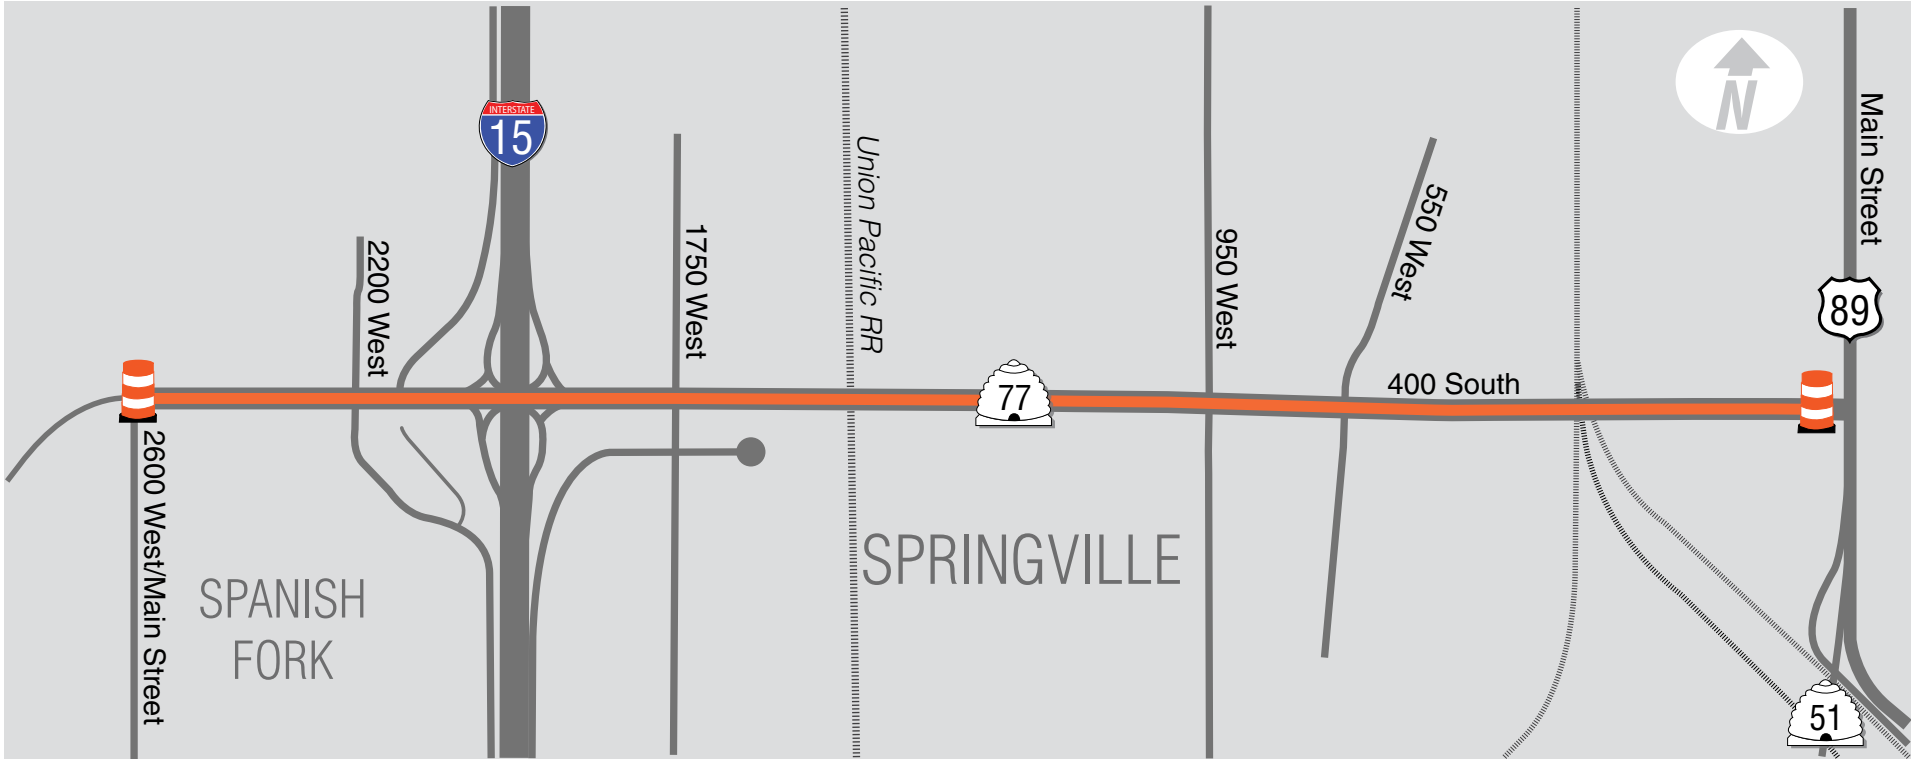 INTERSTATE
15
N
Main Street
Union Pacific RR
550 West
1750 West
950 West
2200 West
89
400 South
77
2600 West/Main Street
SPRINGVILLE
SPANISH
FORK
51